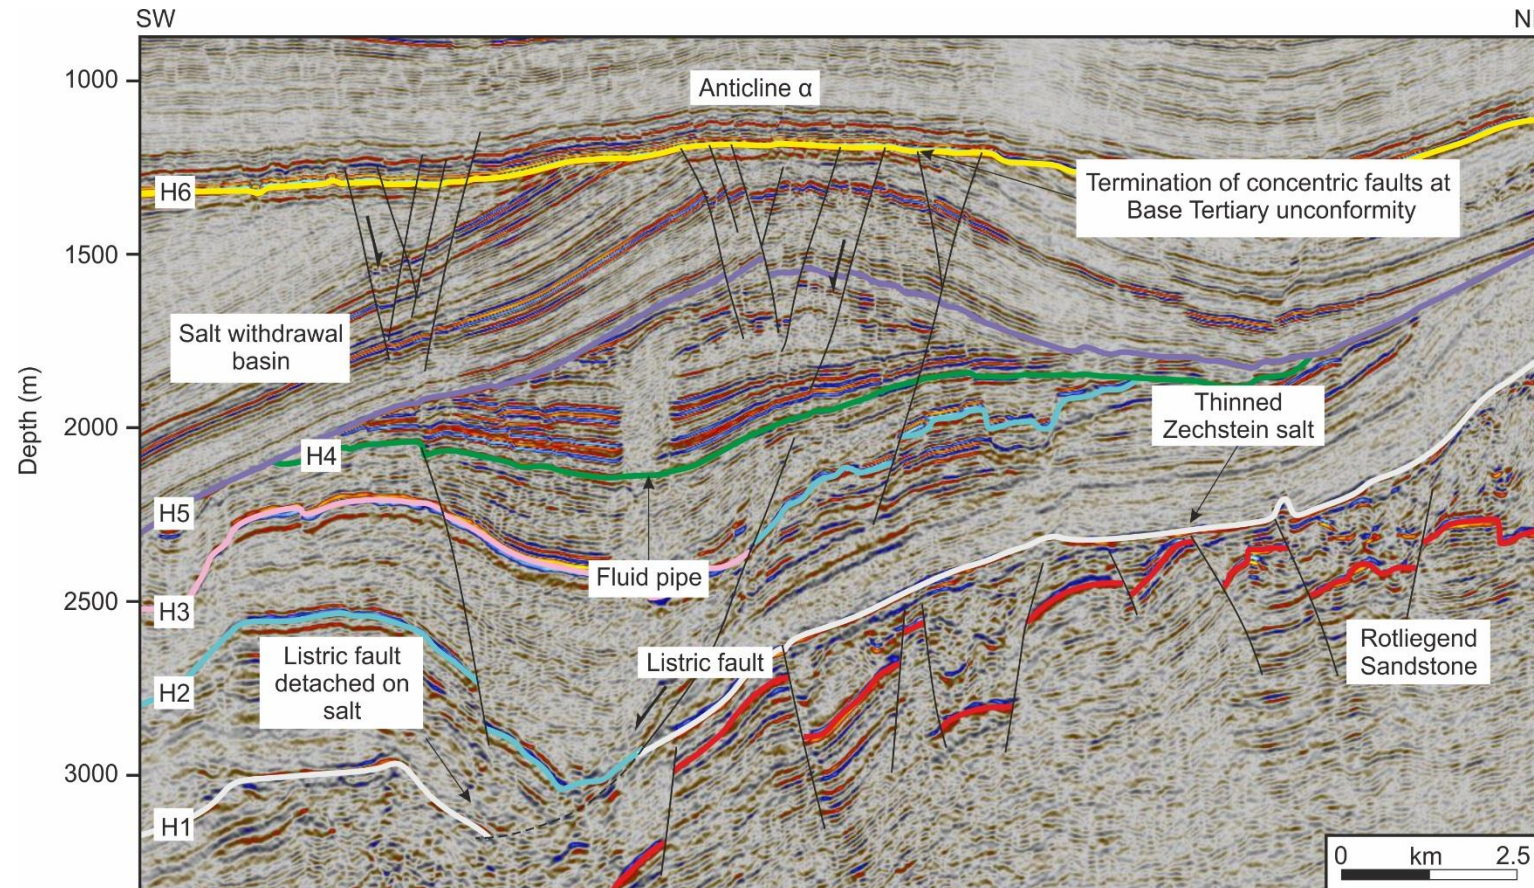 SW
NE
1000
Anticline α
H6
Termination of concentric faults at
Base Tertiary unconformity
1500
Salt withdrawal
basin
Depth (m)
2000
Thinned
Zechstein salt
H4
H5
Fluid pipe
2500
H3
Rotliegend
Sandstone
Listric fault
Listric fault
detached on
salt
H2
3000
H1
0 km 2.5